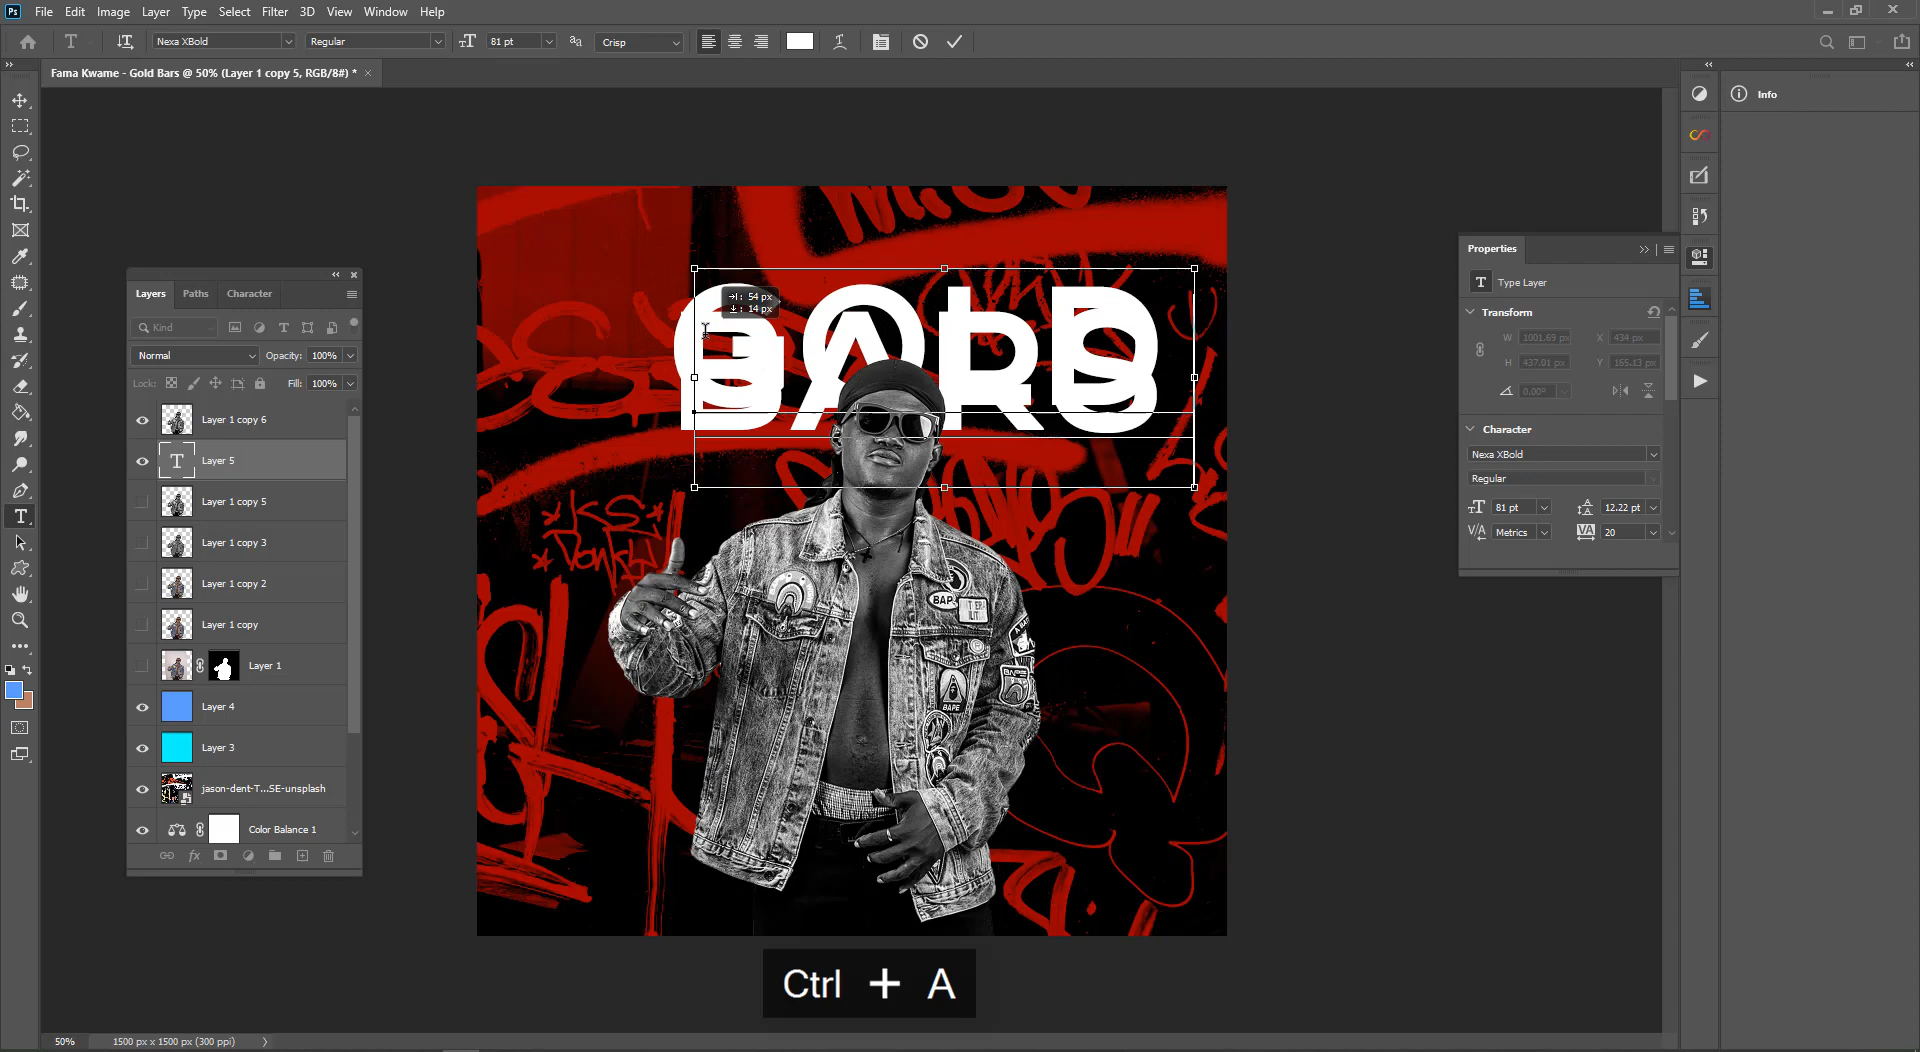 Ps File Edit Image Layer Type Select Filter 3D View Window Help
T Nexa XBold Regular 81 pt aa Crisp
Fama Kwame - Gold Bars @ 50% (Layer 1 copy 5, RGB/8#) * ×
Info
Layers Paths Character
Kind
Normal Opacity: 100%
Lock: Fill: 100%
Layer 1 copy 6
T Layer 5
Layer 1 copy 5
Layer 1 copy 3
Layer 1 copy 2
Layer 1 copy
Layer 1
Layer 4
Layer 3
jason-dent-T...SE-unsplash
Color Balance 1
fx
54 px
14 px
GOLD
BARS
BAPE
Properties
T Type Layer
Transform
W 1001.69 px X 434 px
H 437.01 px Y 165.13 px
0.00°
Character
Nexa XBold
Regular
81 pt 12.22 pt
Metrics 20
Ctrl + A
50% 1500 px x 1500 px (300 ppi)